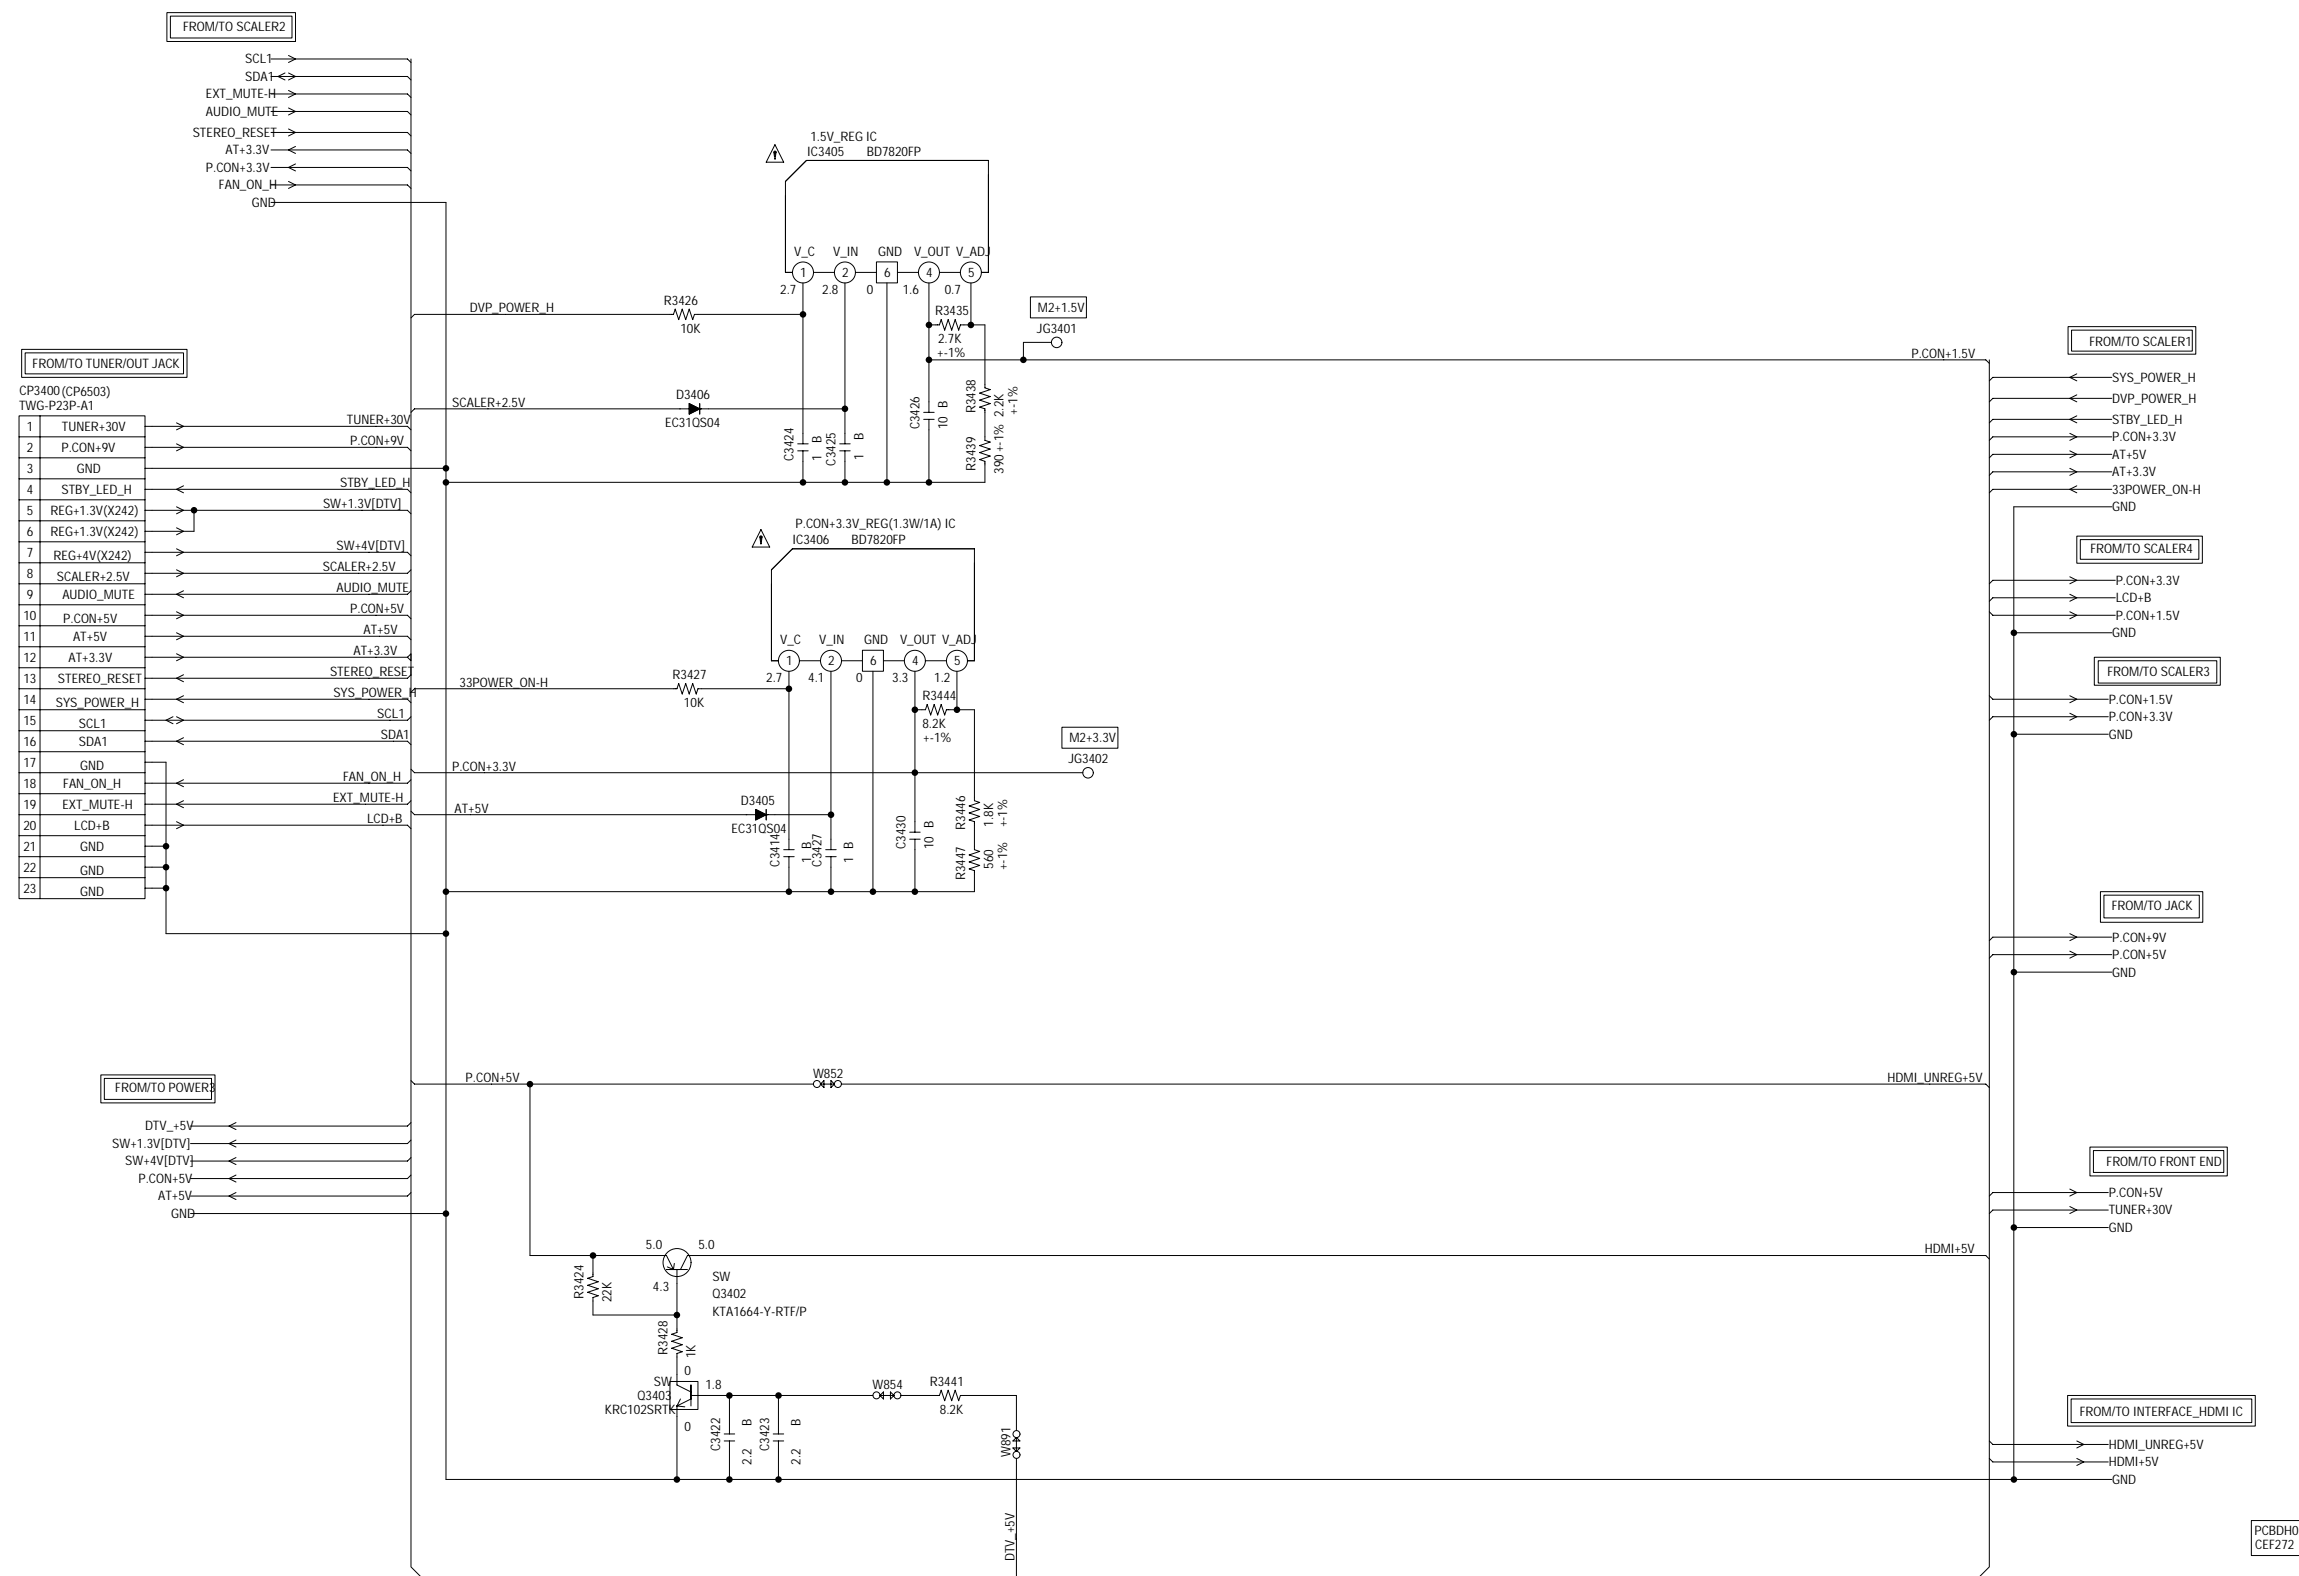 FROM/TO SCALER2
SCL1
SDA1
EXT_MUTE-H
AUDIO_MUTE
STEREO_RESET
AT+3.3V
P.CON+3.3V
FAN_ON_H
GND
1.5V_REG IC
IC3405 BD7820FP
V_C V_IN GND V_OUT V_ADJ
1 2 6 4 5
2.7 2.8 0 1.6 0.7
DVP_POWER_H
R3426
10K
R3435
2.7K
+-1%
M2+1.5V
JG3401
P.CON+1.5V
SCALER+2.5V
D3406
EC31QS04
C3424
1 B
C3425
1 B
C3426
10 B
R3438
2.2K
+-1%
R3439
390 +-1%
FROM/TO TUNER/OUT JACK
CP3400 (CP6503)
TWG-P23P-A1
1 TUNER+30V TUNER+30V
2 P.CON+9V P.CON+9V
3 GND
4 STBY_LED_H STBY_LED_H
5 REG+1.3V(X242) SW+1.3V[DTV]
6 REG+1.3V(X242)
7 REG+4V(X242) SW+4V[DTV]
8 SCALER+2.5V SCALER+2.5V
9 AUDIO_MUTE AUDIO_MUTE
10 P.CON+5V P.CON+5V
11 AT+5V AT+5V
12 AT+3.3V AT+3.3V
13 STEREO_RESET STEREO_RESET
14 SYS_POWER_H SYS_POWER_H
15 SCL1 SCL1
16 SDA1 SDA1
17 GND
18 FAN_ON_H FAN_ON_H
19 EXT_MUTE-H EXT_MUTE-H
20 LCD+B LCD+B
21 GND
22 GND
23 GND
P.CON+3.3V_REG(1.3W/1A) IC
IC3406 BD7820FP
V_C V_IN GND V_OUT V_ADJ
1 2 6 4 5
2.7 4.1 0 3.3 1.2
33POWER_ON-H
R3427
10K
R3444
8.2K
+-1%
M2+3.3V
JG3402
P.CON+3.3V
AT+5V
D3405
EC31QS04
C3414
1 B
C3427
1 B
C3430
10 B
R3446
1.8K
+-1%
R3447
560
+-1%
FROM/TO SCALER1
SYS_POWER_H
DVP_POWER_H
STBY_LED_H
P.CON+3.3V
AT+5V
AT+3.3V
33POWER_ON-H
GND
FROM/TO SCALER4
P.CON+3.3V
LCD+B
P.CON+1.5V
GND
FROM/TO SCALER3
P.CON+1.5V
P.CON+3.3V
GND
FROM/TO JACK
P.CON+9V
P.CON+5V
GND
FROM/TO POWER3
DTV_+5V
SW+1.3V[DTV]
SW+4V[DTV]
P.CON+5V
AT+5V
GND
P.CON+5V
W852
HDMI_UNREG+5V
5.0 5.0
4.3
SW
Q3402
KTA1664-Y-RTF/P
R3424
22K
HDMI+5V
R3428
1K
0
SW
Q3403
KRC102SRTK
1.8
0
C3422
2.2 B
C3423
2.2 B
W854
R3441
8.2K
W891
DTV_+5V
FROM/TO FRONT END
P.CON+5V
TUNER+30V
GND
FROM/TO INTERFACE_HDMI IC
HDMI_UNREG+5V
HDMI+5V
GND
PCBDH0
CEF272